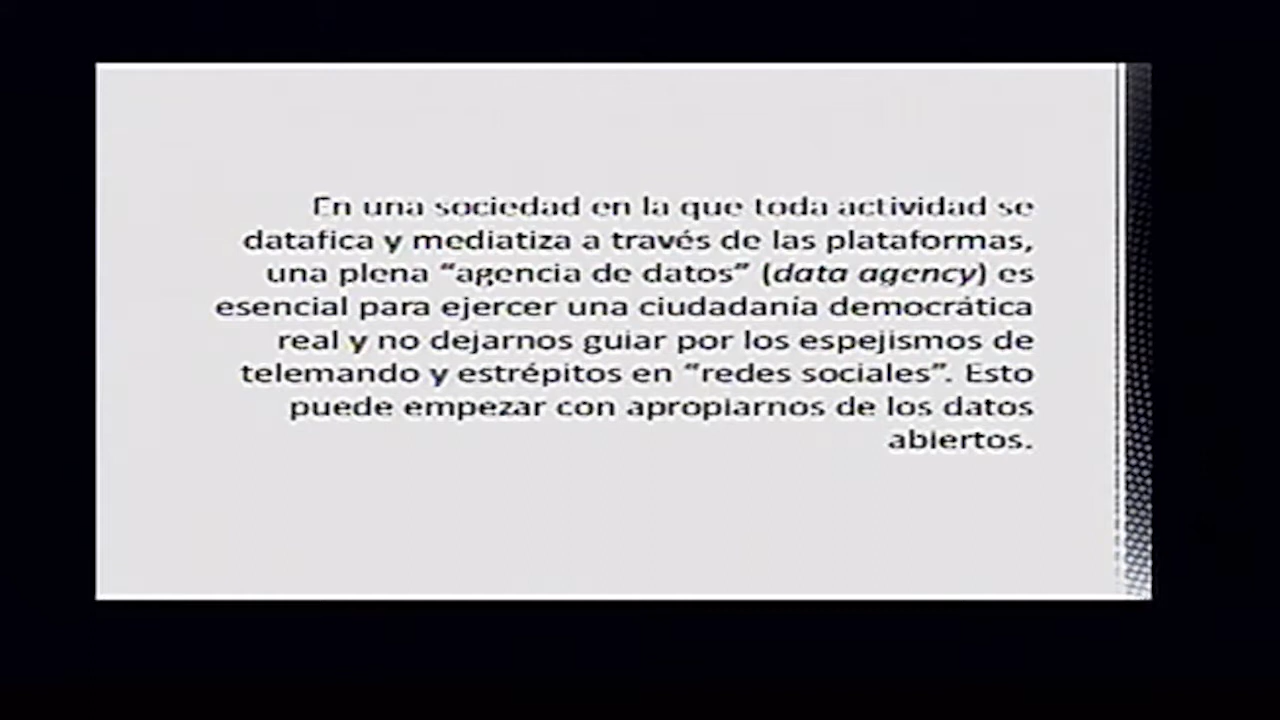 En una sociedad en la que toda actividad se
datafica y mediatiza a través de las plataformas,
una plena “agencia de datos” (data agency) es
esencial para ejercer una ciudadanía democrática
real y no dejarnos guiar por los espejismos de
telemando y estrépitos en “redes sociales”. Esto
puede empezar con apropiarnos de los datos
abiertos.